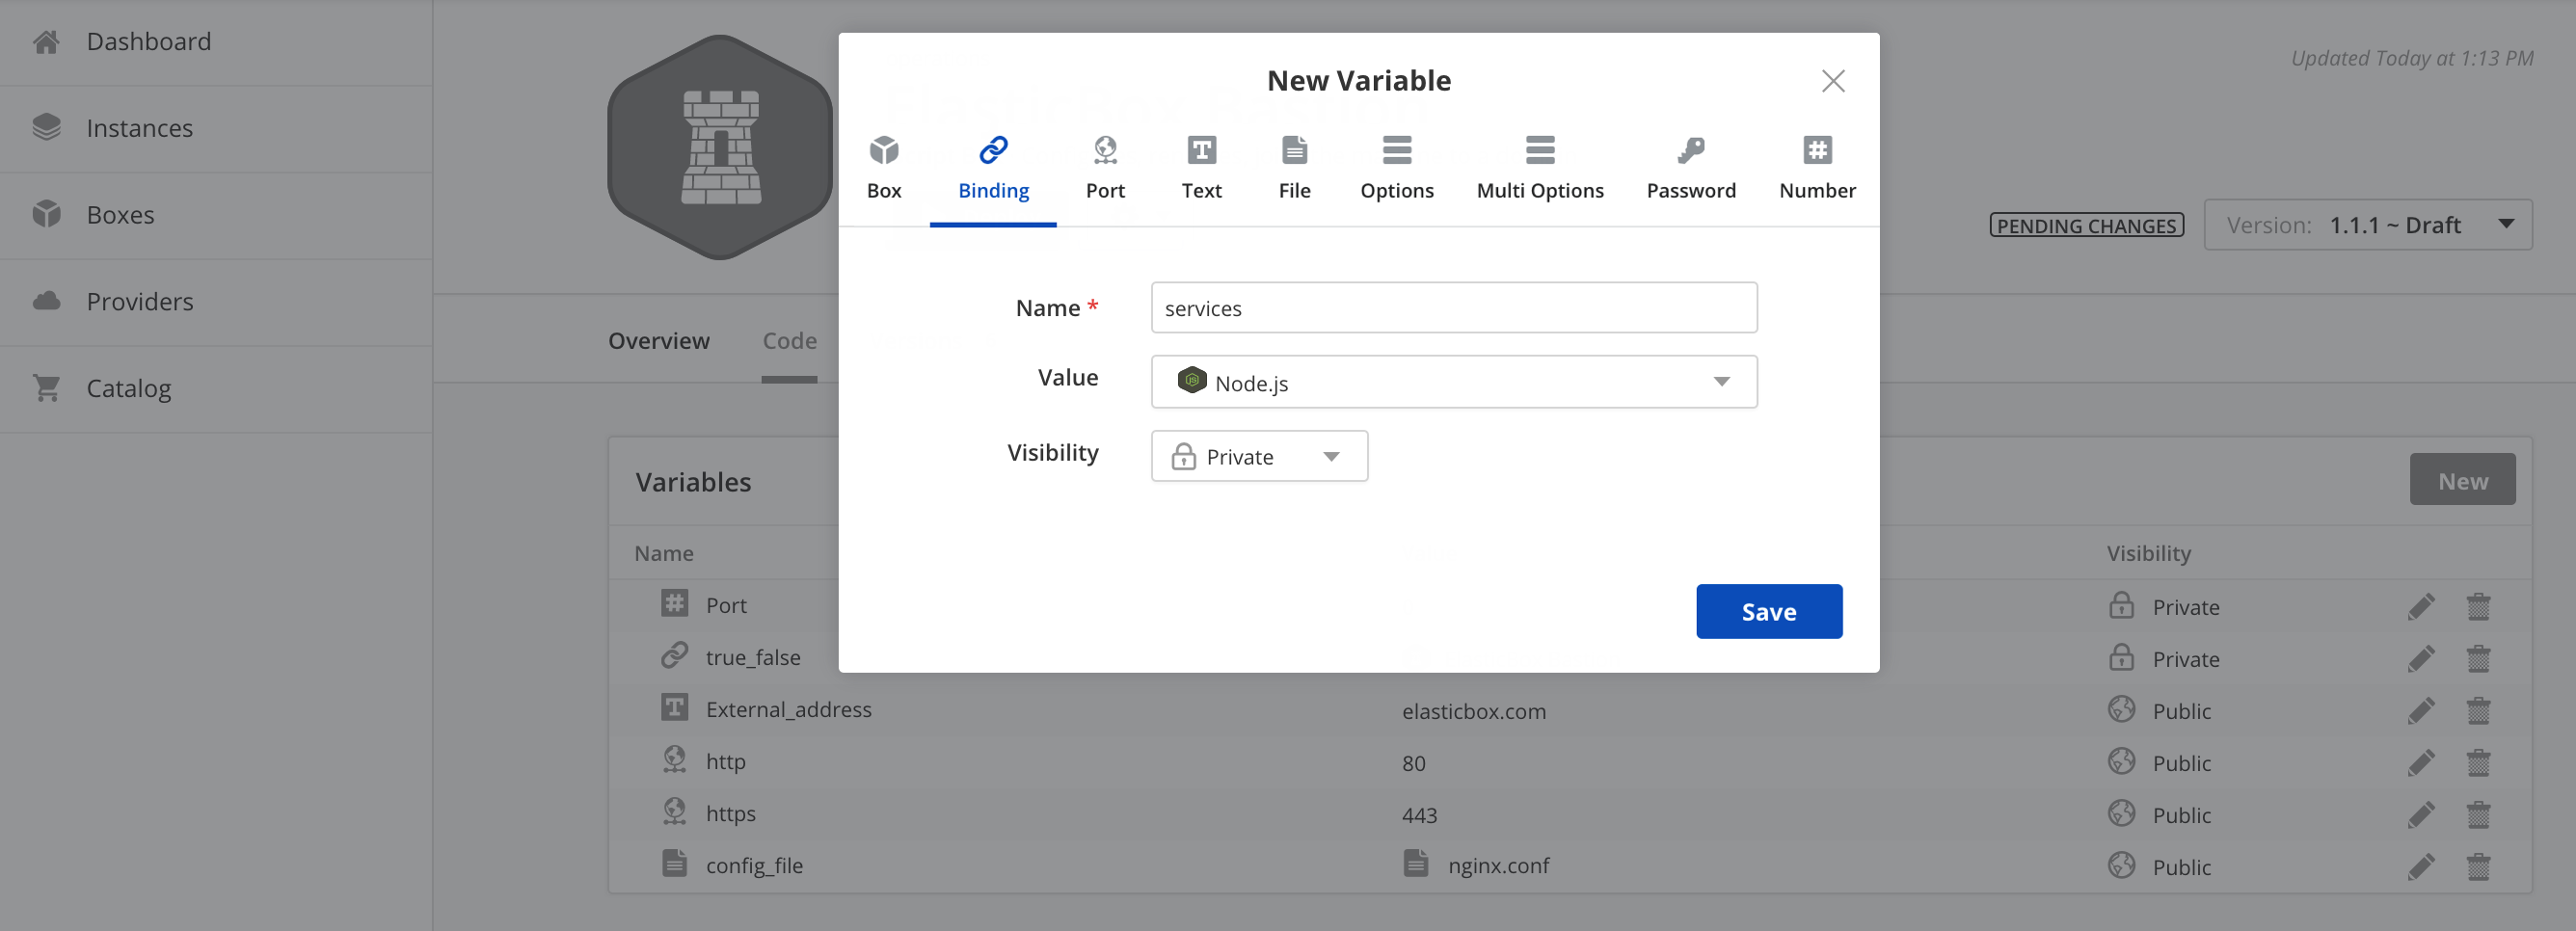 Dashboard
Instances
Boxes
Providers
Catalog
Updated Today at 1:13 PM
PENDING CHANGES
Version: 1.1.1 ~ Draft
Overview
Code
New Variable
Box
Binding
Port
Text
File
Options
Multi Options
Password
Number
Name *
services
Value
Node.js
Visibility
Private
Save
Variables
New
Name
Visibility
Port
Private
true_false
Private
External_address
elasticbox.com
Public
http
80
Public
https
443
Public
config_file
nginx.conf
Public